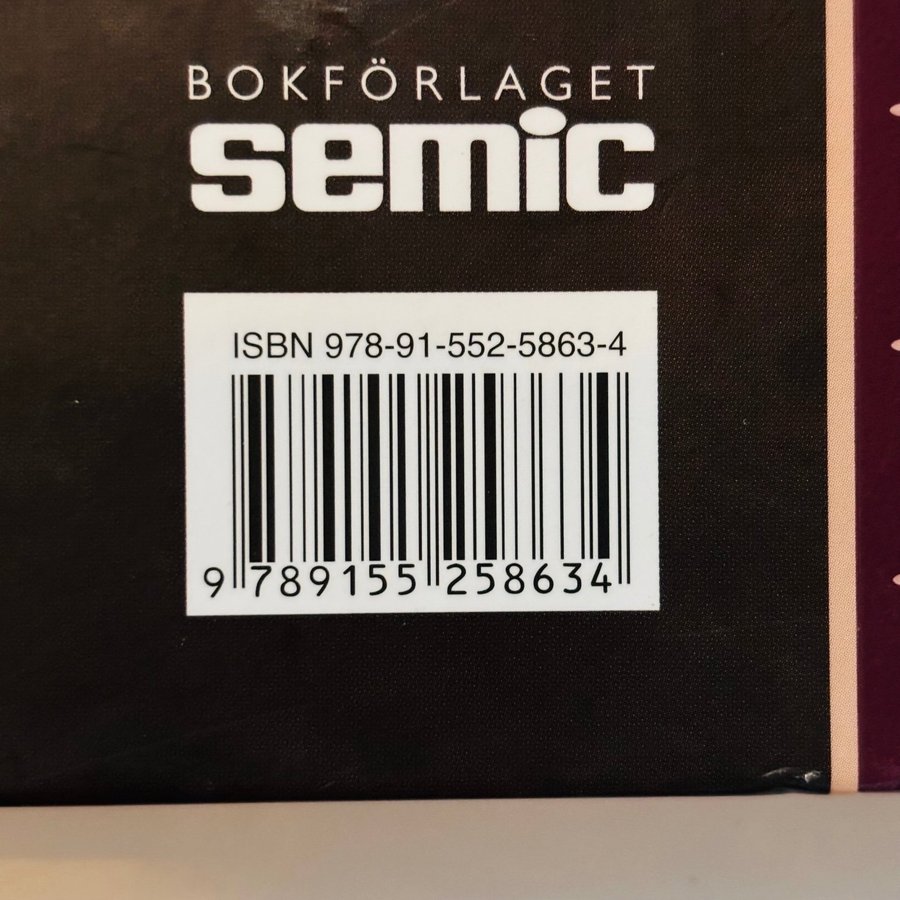 BOKFÖRLAGET
semic
ISBN 978-91-552-5863-4
9 789155 258634